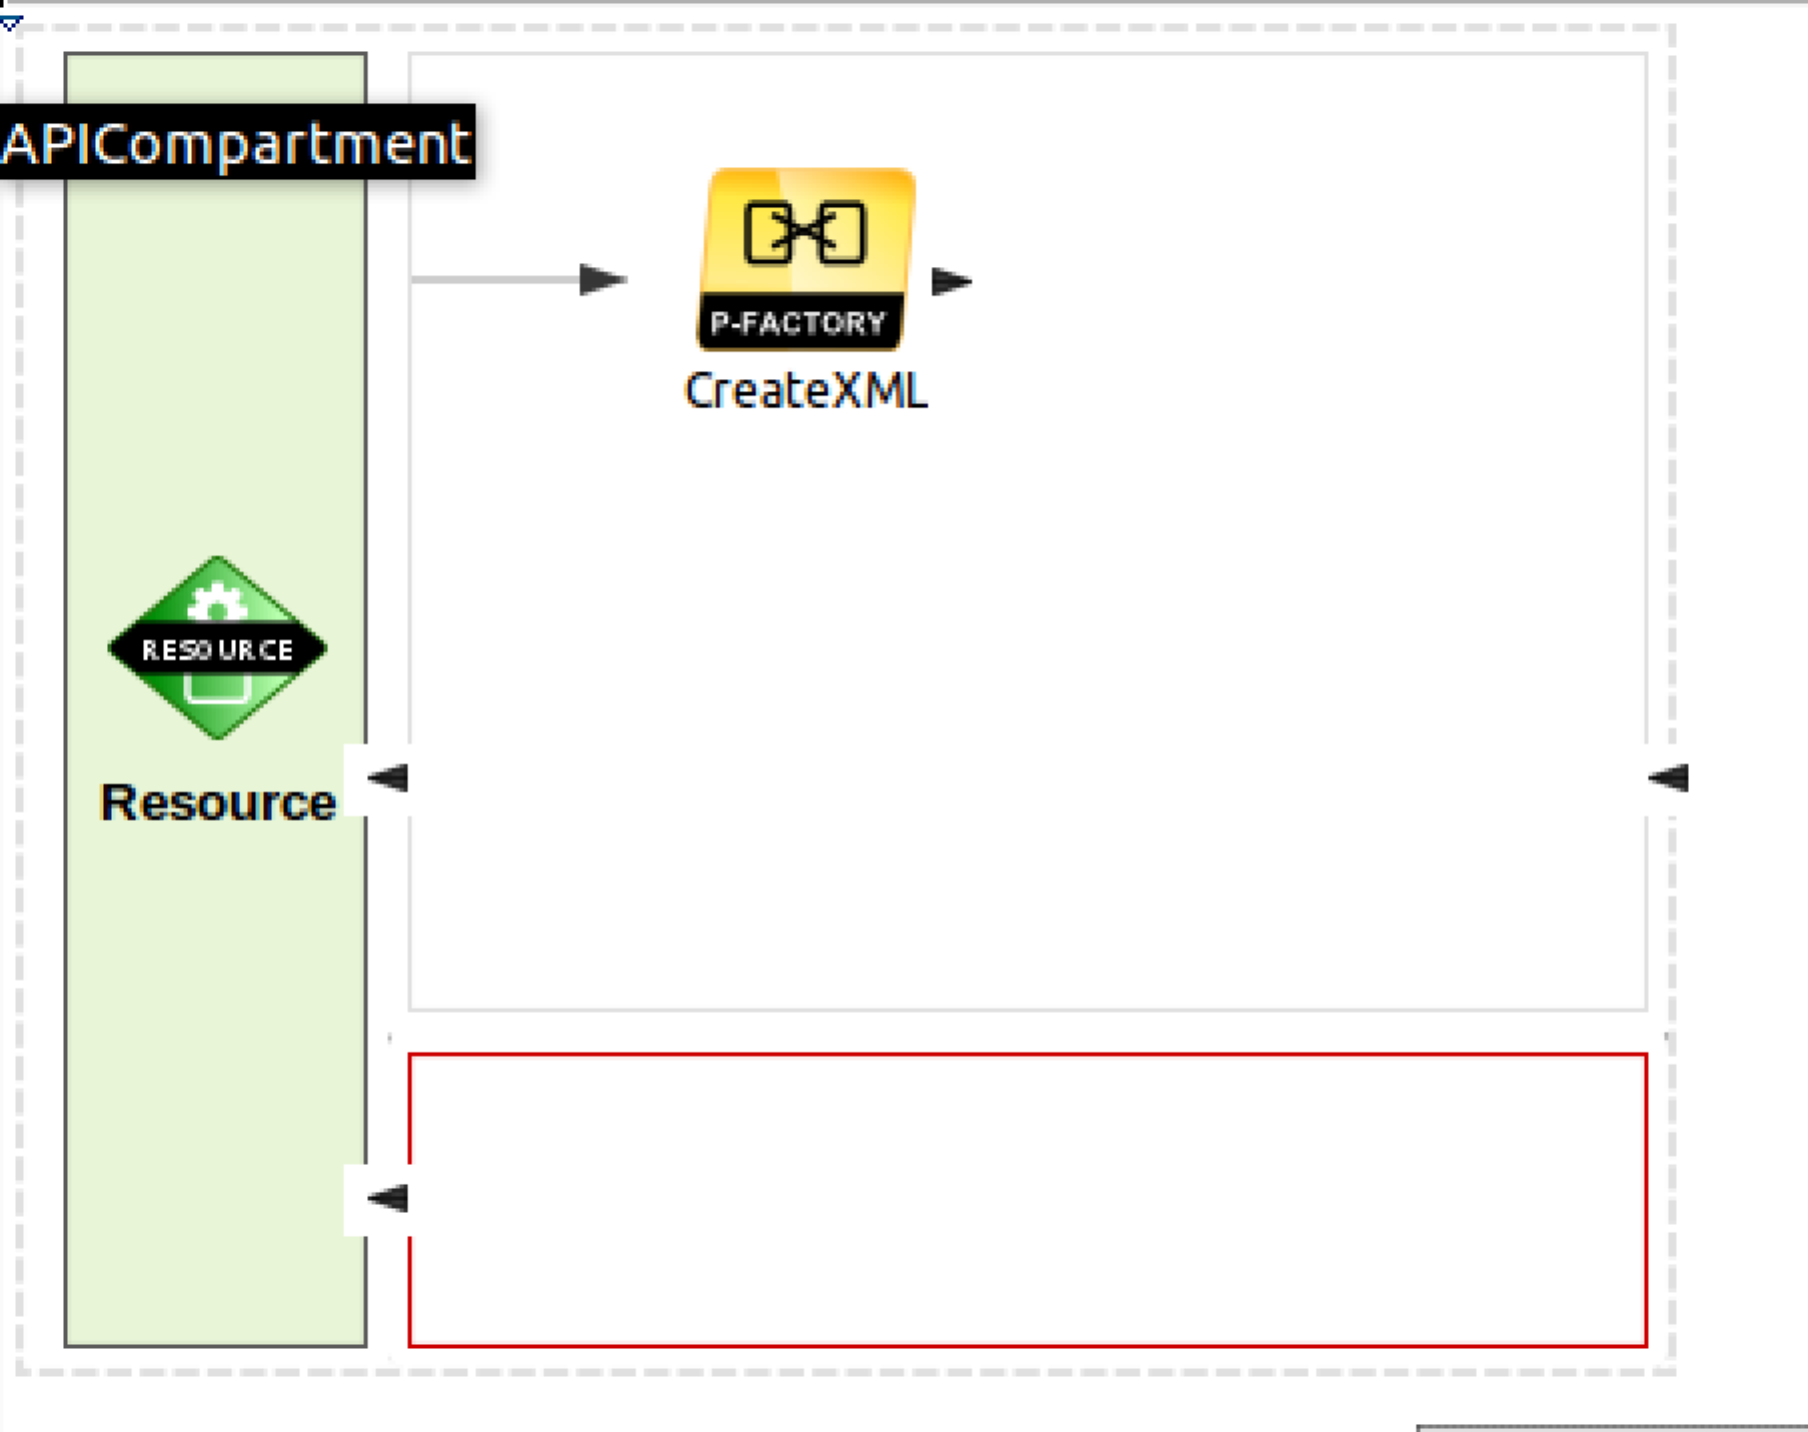 APICompartment
P-FACTORY
CreateXML
RESOURCE
Resource